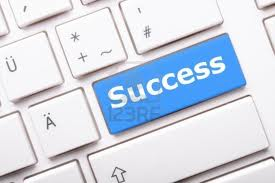 ± 
* + ~
Ü
Success
Ä
123RF
⇧